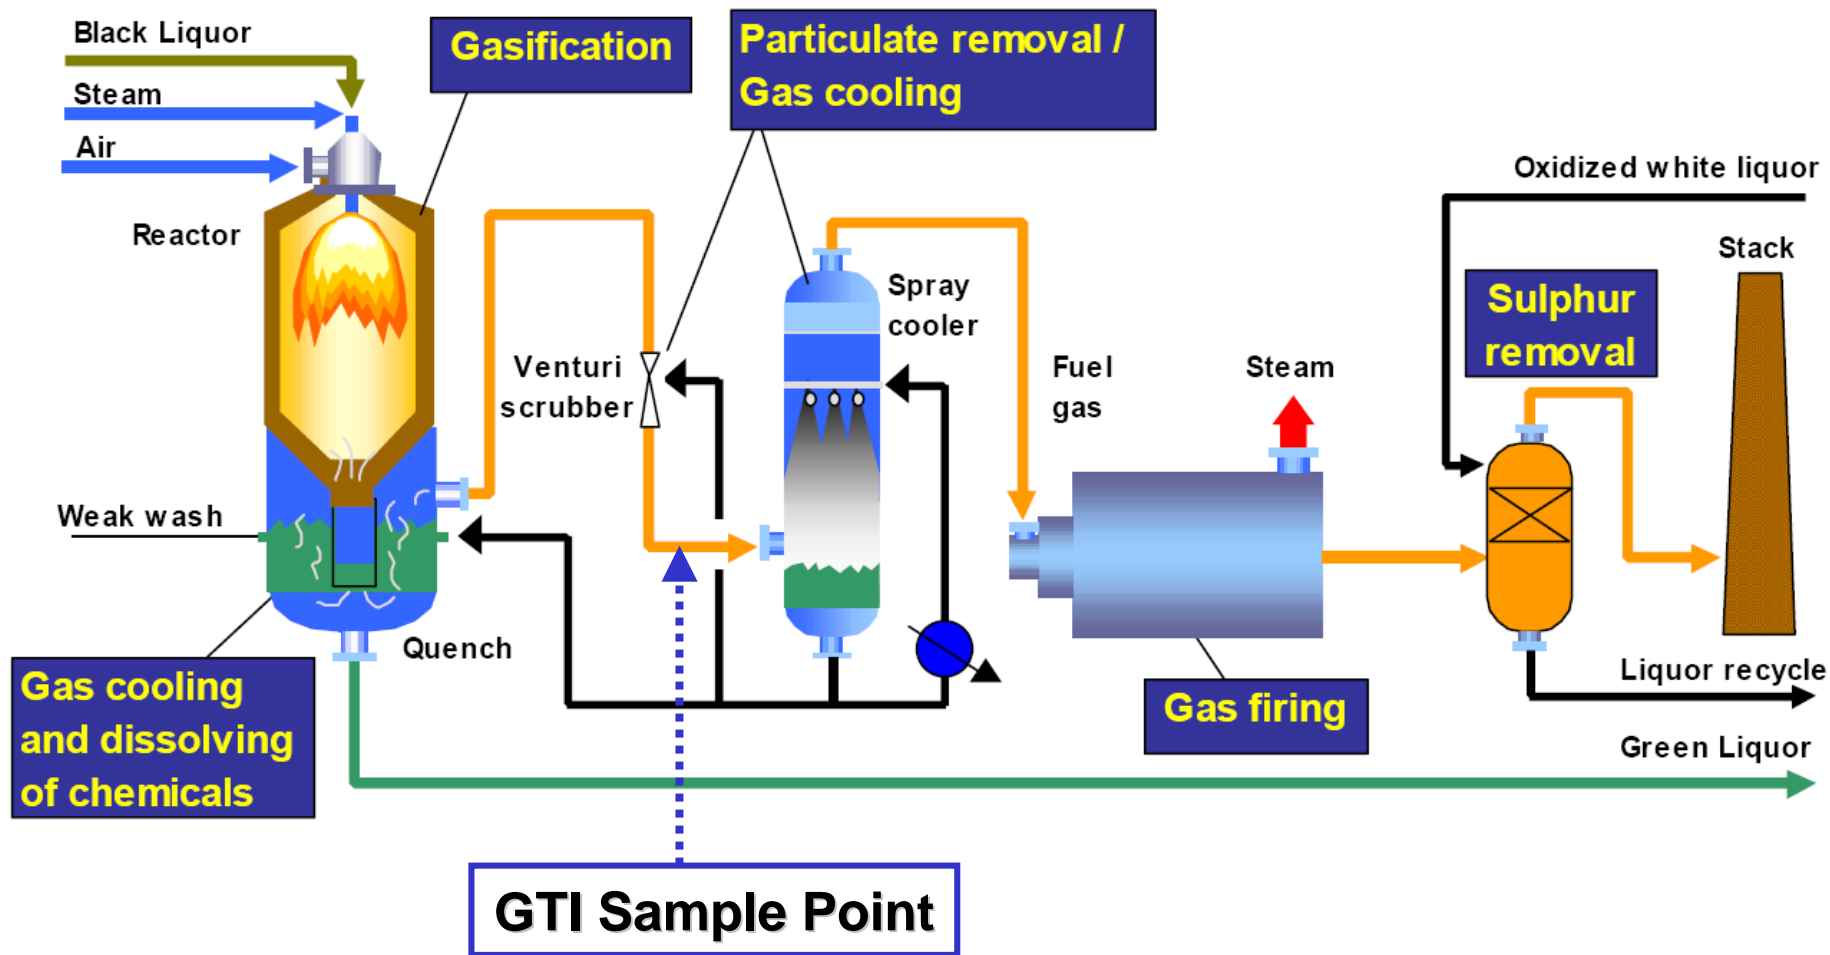 Black Liquor
Steam
Air
Gasification
Particulate removal /
Gas cooling
Reactor
Oxidized white liquor
Stack
Spray
cooler
Sulphur
removal
Venturi
scrubber
Fuel
gas
Steam
Weak wash
Quench
Gas cooling
and dissolving
of chemicals
Gas firing
Liquor recycle
Green Liquor
GTI Sample Point